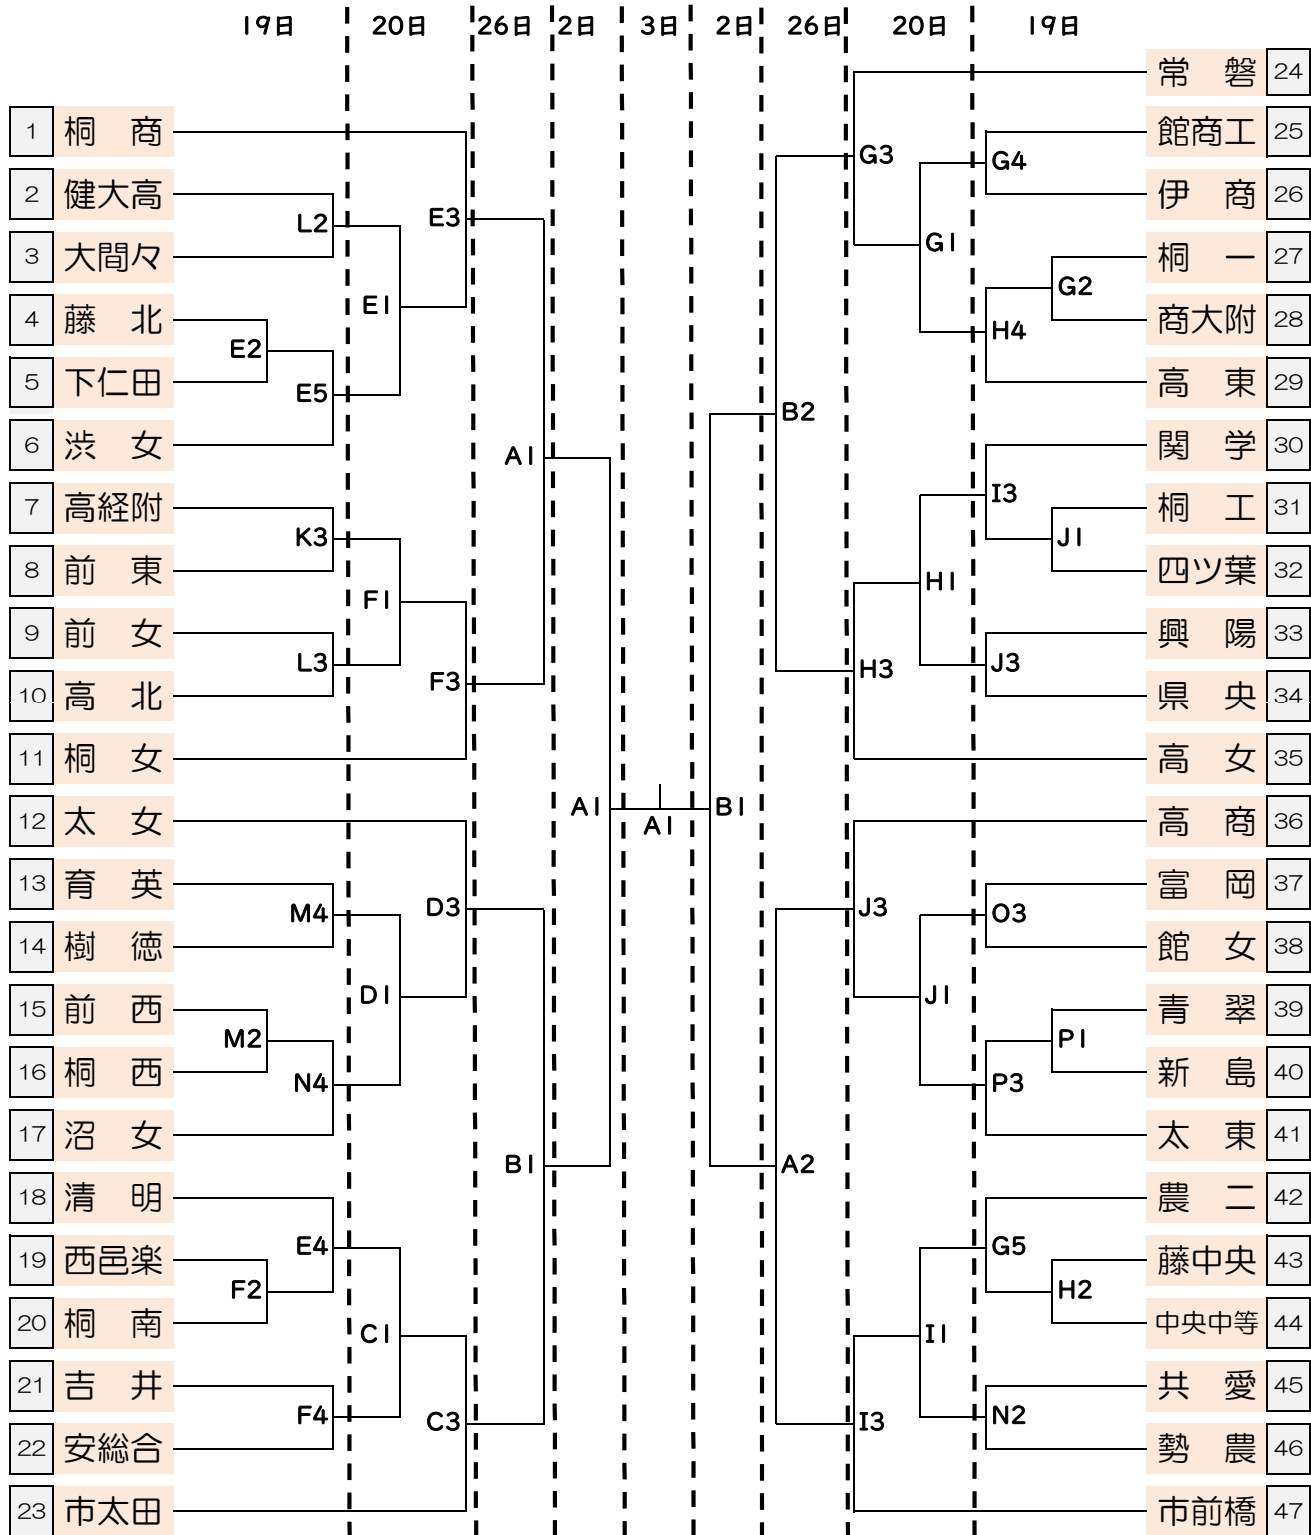 19日 20日 26日 2日 3日 2日 26日 20日 19日
常 磐 24
1 桐 商
館商工 25
G3
G4
2 健大高
伊 商 26
L2
E3
3 大間々
G1
桐 一 27
G2
4 藤 北
E1
商大附 28
H4
E2
5 下仁田
高 東 29
E5
B2
6 渋 女
関 学 30
A1
I3
7 高経附
桐 工 31
K3
J1
8 前 東
四ツ葉 32
F1
H1
9 前 女
興 陽 33
L3
J3
F3
H3
10 高 北
県 央 34
11 桐 女
高 女 35
A1
B1
12 太 女
A1
高 商 36
13 育 英
富 岡 37
M4
D3
J3
O3
14 樹 徳
館 女 38
D1
J1
15 前 西
青 翠 39
M2
P1
16 桐 西
新 島 40
N4
P3
17 沼 女
太 東 41
B1
A2
18 清 明
農 二 42
E4
G5
19 西邑楽
藤中央 43
F2
H2
20 桐 南
中央中等 44
C1
I1
21 吉 井
共 愛 45
F4
C3
I3
N2
22 安総合
勢 農 46
23 市太田
市前橋 47